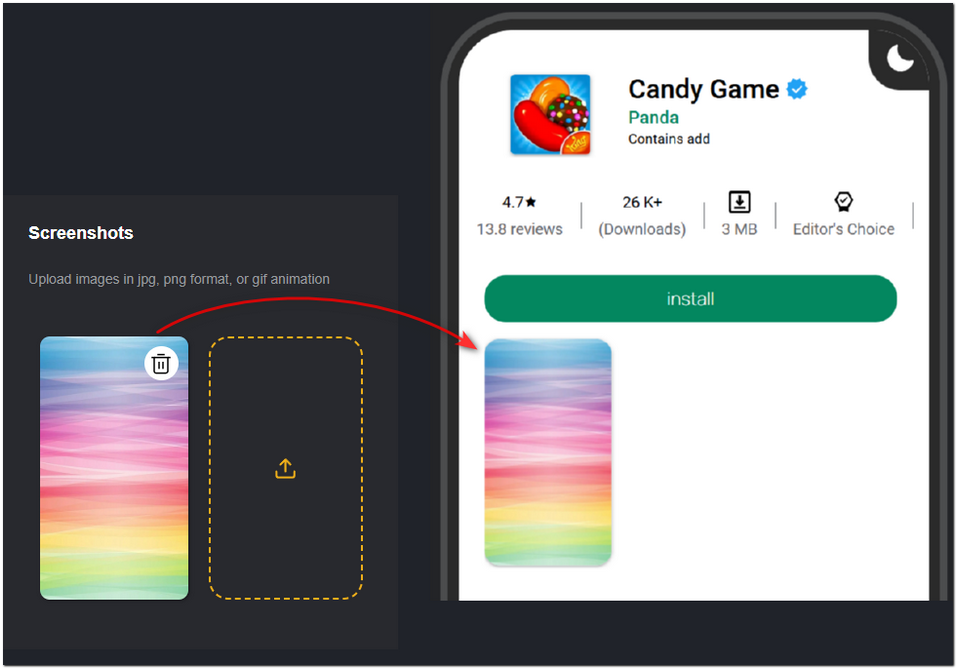 Screenshots
Upload images in jpg, png format, or gif animation
Candy Game
Panda
Contains add
King
4.7★
13.8 reviews
26 K+
(Downloads)
3 MB
Editor's Choice
install